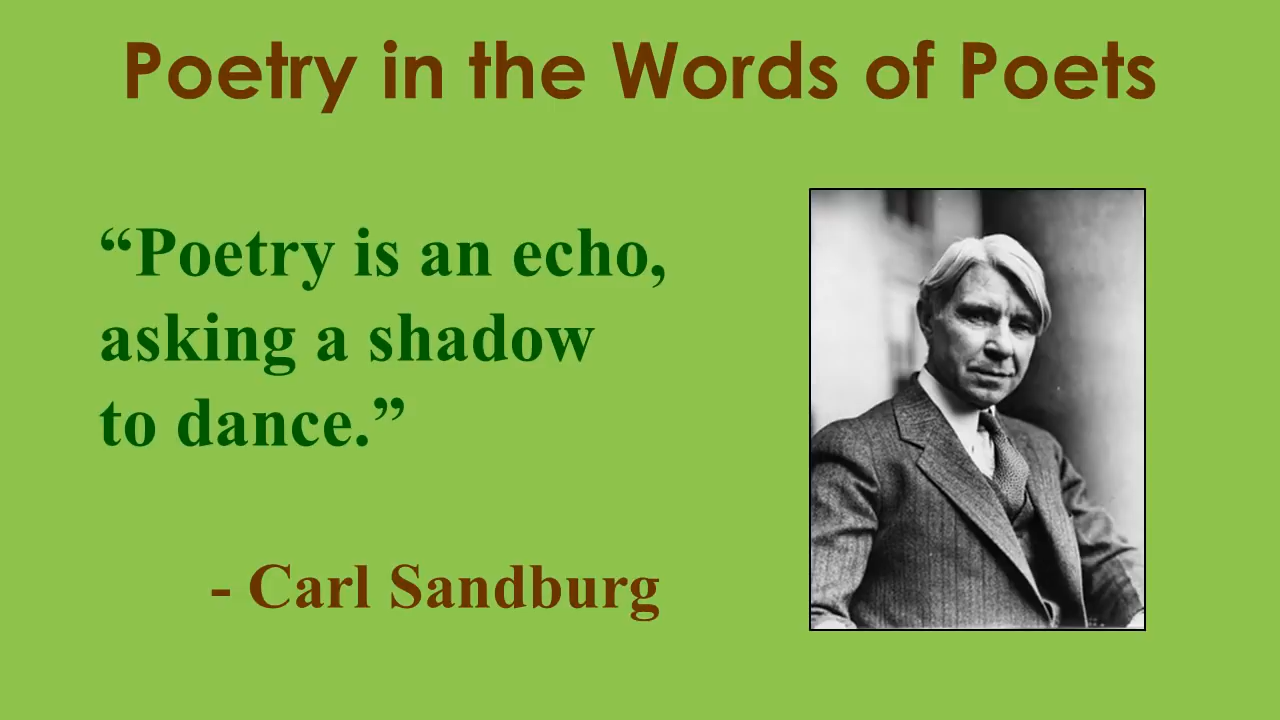 Poetry in the Words of Poets
“Poetry is an echo,
asking a shadow
to dance.”
- Carl Sandburg